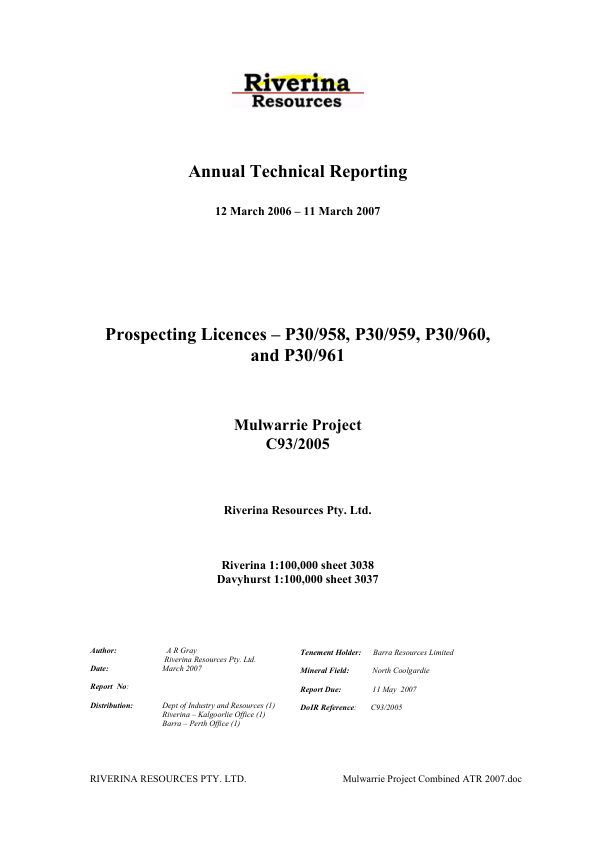 Riverina
Resources
Annual Technical Reporting
12 March 2006 – 11 March 2007
Prospecting Licences – P30/958, P30/959, P30/960,
and P30/961
Mulwarrie Project
C93/2005
Riverina Resources Pty. Ltd.
Riverina 1:100,000 sheet 3038
Davyhurst 1:100,000 sheet 3037
Author: A R Gray
Riverina Resources Pty. Ltd.
Date: March 2007
Report No:
Distribution: Dept of Industry and Resources (1)
Riverina – Kalgoorlie Office (1)
Barra – Perth Office (1)
Tenement Holder: Barra Resources Limited
Mineral Field: North Coolgardie
Report Due: 11 May 2007
DoIR Reference: C93/2005
RIVERINA RESOURCES PTY. LTD. Mulwarrie Project Combined ATR 2007.doc